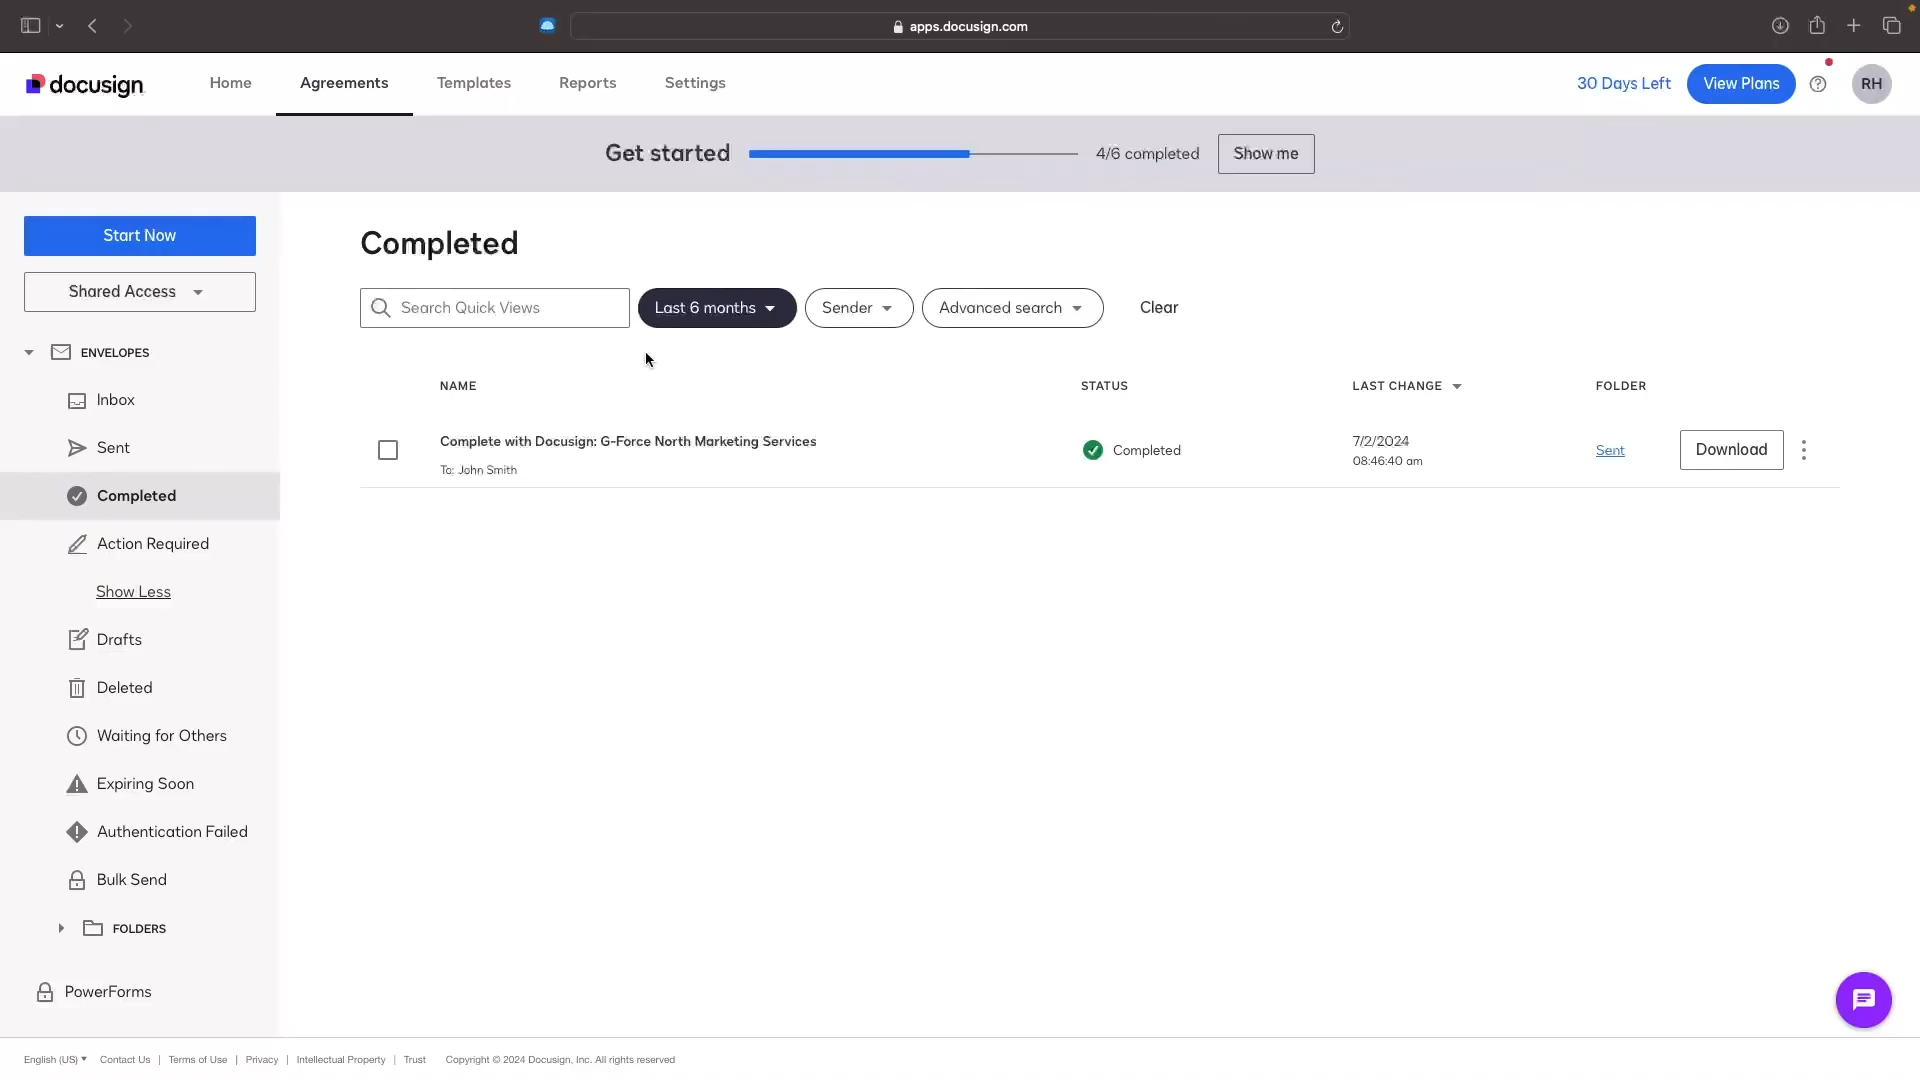 apps.docusign.com
docusign
Home
Agreements
Templates
Reports
Settings
30 Days Left
View Plans
RH
Get started
4/6 completed
Show me
Start Now
Shared Access
ENVELOPES
Inbox
Sent
Completed
Action Required
Show Less
Drafts
Deleted
Waiting for Others
Expiring Soon
Authentication Failed
Bulk Send
FOLDERS
PowerForms
Completed
Search Quick Views
Last 6 months
Sender
Advanced search
Clear
NAME
STATUS
LAST CHANGE
FOLDER
Complete with Docusign: G-Force North Marketing Services
To: John Smith
Completed
7/2/2024
08:46:40 am
Sent
Download
English (US)
Contact Us | Terms of Use | Privacy | Intellectual Property | Trust
Copyright © 2024 Docusign, Inc. All rights reserved